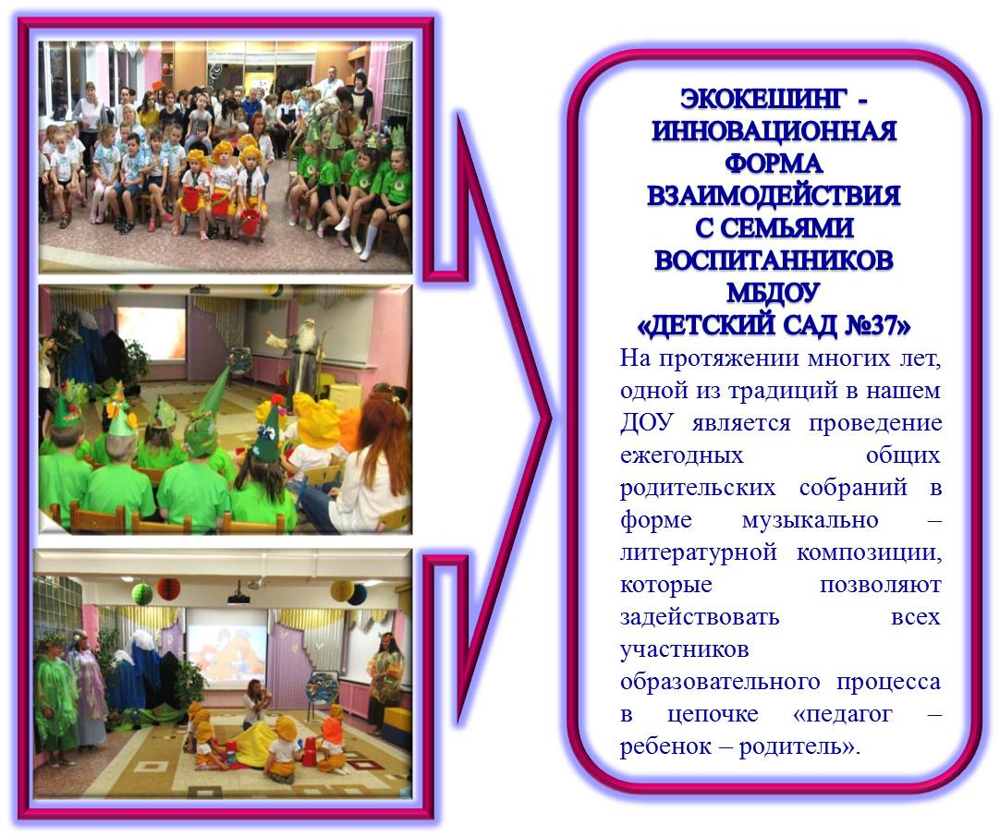 ЭКОКЕШИНГ -
ИННОВАЦИОННАЯ
ФОРМА
ВЗАИМОДЕЙСТВИЯ
С СЕМЬЯМИ
ВОСПИТАННИКОВ
МБДОУ
«ДЕТСКИЙ САД №37»
На протяжении многих лет,
одной из традиций в нашем
ДОУ является проведение
ежегодных общих
родительских собраний в
форме музыкально –
литературной композиции,
которые позволяют
задействовать всех
участников
образовательного процесса
в цепочке «педагог –
ребенок – родитель».